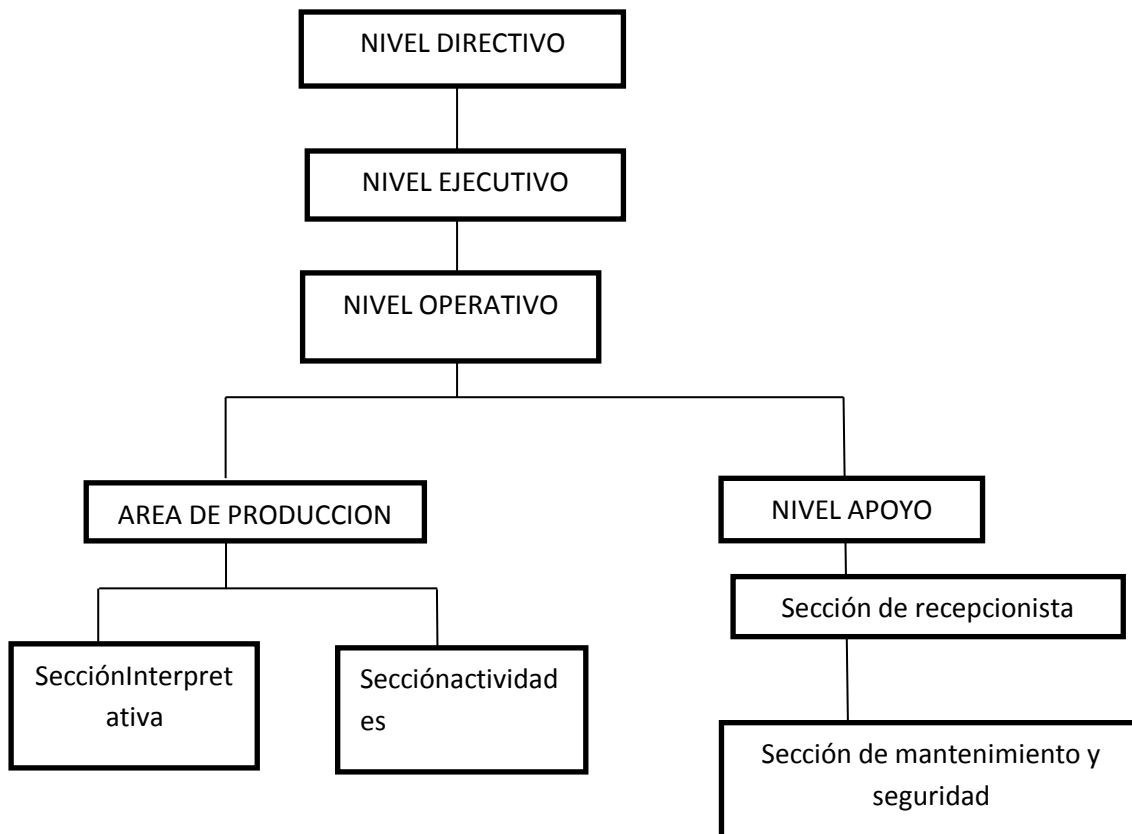 NIVEL DIRECTIVO
NIVEL EJECUTIVO
NIVEL OPERATIVO
AREA DE PRODUCCION
NIVEL APOYO
Sección de recepcionista
SecciónInterpret
ativa
Secciónactividad
es
Sección de mantenimiento y
seguridad